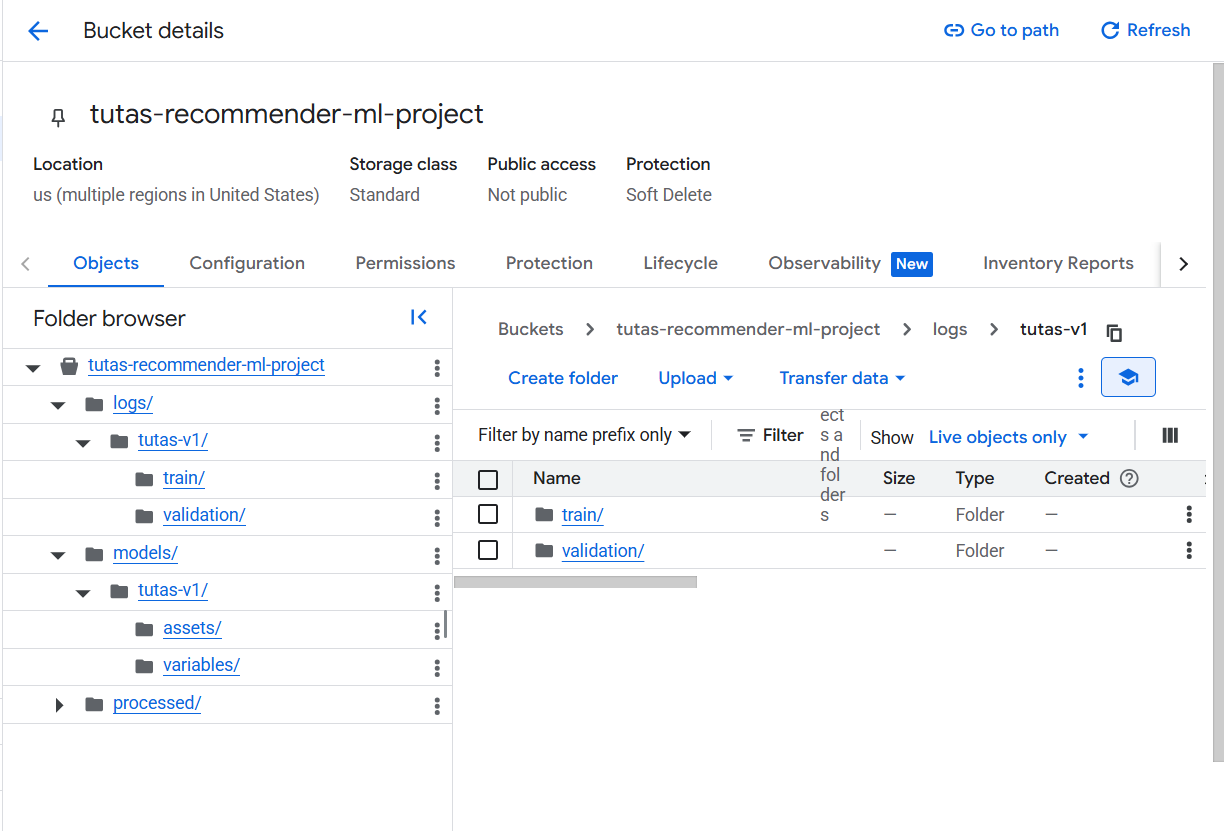 Bucket details
Go to path
Refresh
tutas-recommender-ml-project
Location
Storage class
Public access
Protection
us (multiple regions in United States)
Standard
Not public
Soft Delete
Objects
Configuration
Permissions
Protection
Lifecycle
Observability New
Inventory Reports
Folder browser
tutas-recommender-ml-project
logs/
tutas-v1/
train/
validation/
models/
tutas-v1/
assets/
variables/
processed/
Buckets > tutas-recommender-ml-project > logs > tutas-v1
Create folder
Upload
Transfer data
Filter by name prefix only
Filter
ect
s a
nd
fol
der
s
Show
Live objects only
Name
Size
Type
Created
train/
—
Folder
—
validation/
—
Folder
—